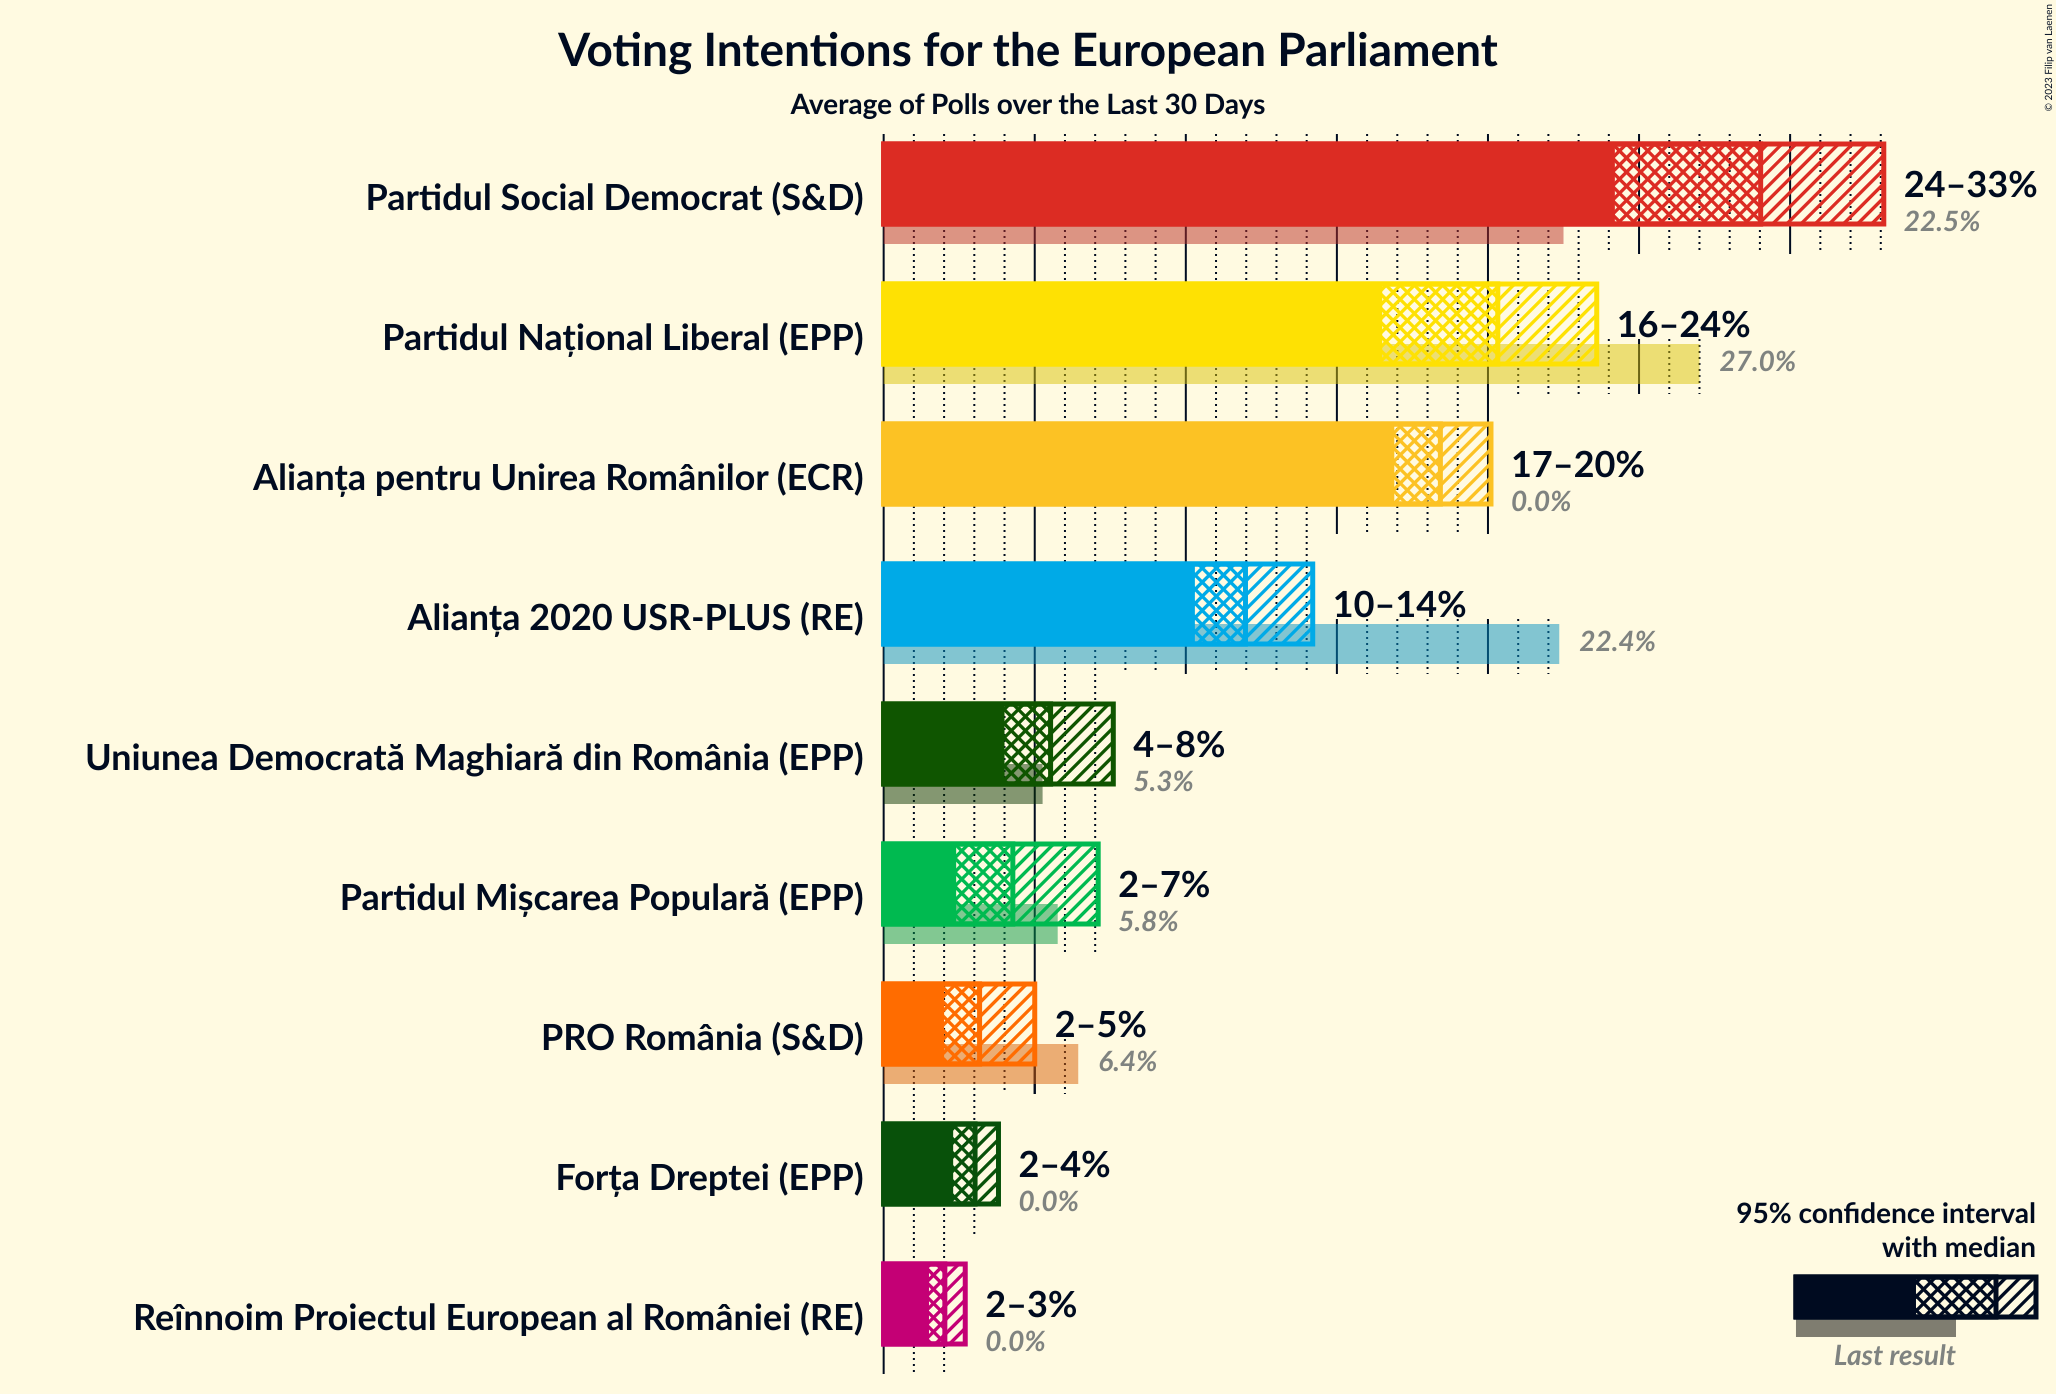 Voting Intentions for the European Parliament
Average of Polls over the Last 30 Days
© 2023 Filip van Laenen
Partidul Social Democrat (S&D)
24–33%
22.5%
Partidul Național Liberal (EPP)
16–24%
27.0%
Alianța pentru Unirea Românilor (ECR)
17–20%
0.0%
Alianța 2020 USR-PLUS (RE)
10–14%
22.4%
Uniunea Democrată Maghiară din România (EPP)
4–8%
5.3%
Partidul Mișcarea Populară (EPP)
2–7%
5.8%
PRO România (S&D)
2–5%
6.4%
Forța Dreptei (EPP)
2–4%
0.0%
Reînnoim Proiectul European al României (RE)
2–3%
0.0%
95% confidence interval
with median
Last result